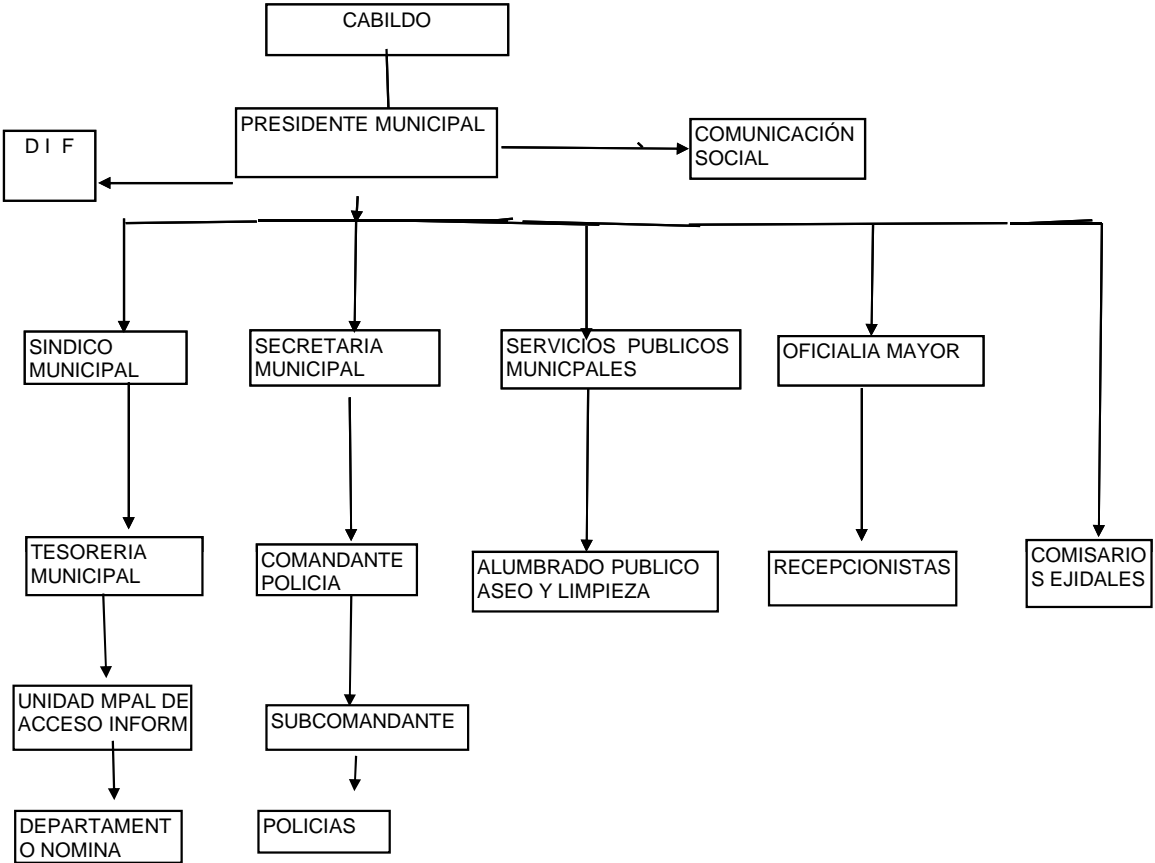 CABILDO
PRESIDENTE MUNICIPAL
D I F
COMUNICACIÓN
SOCIAL
SINDICO
MUNICIPAL
SECRETARIA
MUNICIPAL
SERVICIOS PUBLICOS
MUNICPALES
OFICIALIA MAYOR
TESORERIA
MUNICIPAL
COMANDANTE
POLICIA
ALUMBRADO PUBLICO
ASEO Y LIMPIEZA
RECEPCIONISTAS
COMISARIO
S EJIDALES
UNIDAD MPAL DE
ACCESO INFORM
SUBCOMANDANTE
DEPARTAMENT
O NOMINA
POLICIAS